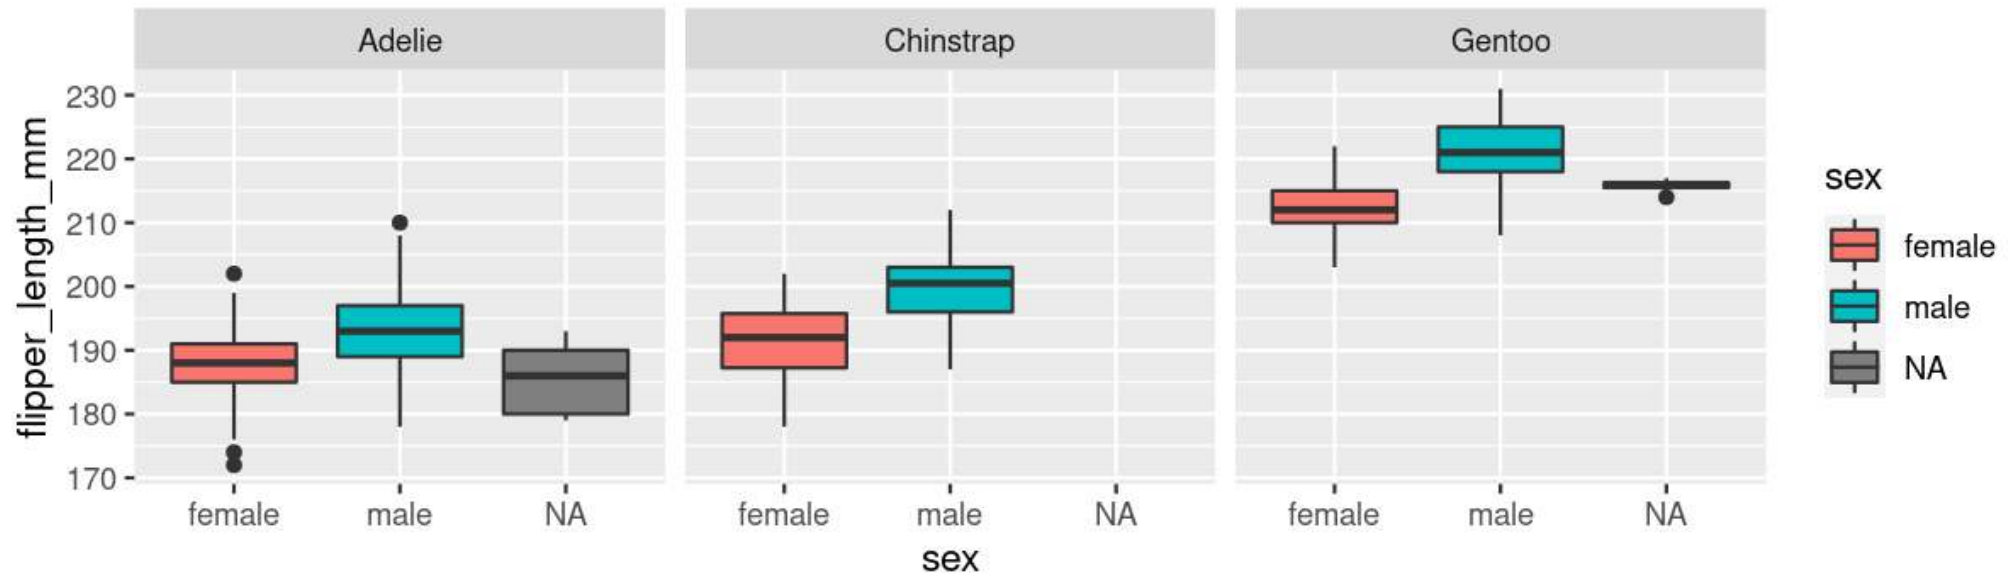 Adelie
Chinstrap
Gentoo
flipper_length_mm
230
220
210
200
190
180
170
female male NA
female male NA
female male NA
sex
sex
female
male
NA